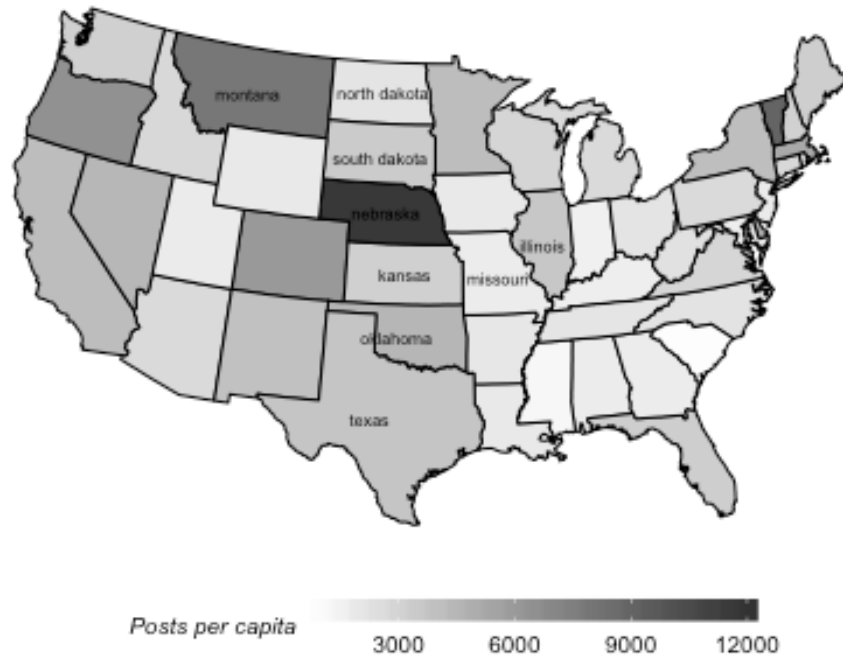 montana
north dakota
south dakota
nebraska
illinois
kansas
missouri
oklahoma
texas
Posts per capita
3000 6000 9000 12000